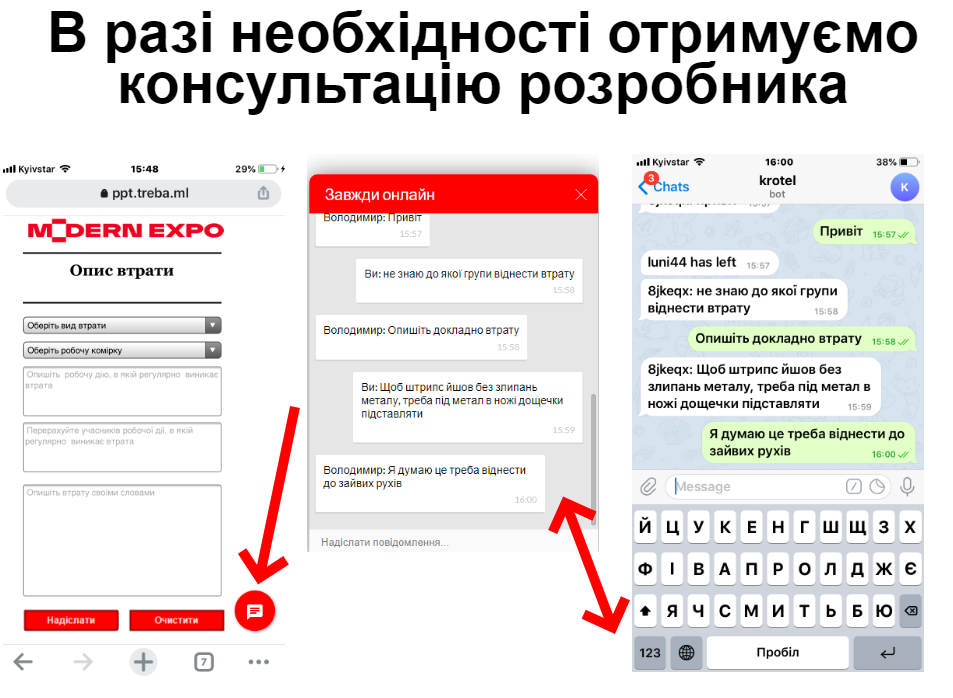 В разі необхідності отримуємо
консультацію розробника
Kyivstar 15:48 29%
ppt.treba.ml
MODERN EXPO
Опис втрати
Оберіть вид втрати
Оберіть робочу комірку
Опишіть робочу дію, в якій регулярно виникає
втрата
Перерахуйте учасників робочої дії, в якій
регулярно виникає втрата
Опишіть втрату своїми словами
Надіслати Очистити
7
Завжди онлайн
Володимир: Привіт
15:57
Ви: не знаю до якої групи віднести втрату
15:58
Володимир: Опишіть докладно втрату
15:58
Ви: Щоб штрипс йшов без злипань
металу, треба під метал в ножі дощечки
підставляти
15:59
Володимир: Я думаю це треба віднести
до зайвих рухів
16:00
Надіслати повідомлення...
Kyivstar 16:00 38%
3
Chats
krotel
bot
K
Привіт 15:57
luni44 has left 15:57
8jkeqx: не знаю до якої групи
віднести втрату 15:58
Опишіть докладно втрату 15:58
8jkeqx: Щоб штрипс йшов без
злипань металу, треба під метал в
ножі дощечки підставляти 15:59
Я думаю це треба віднести до
зайвих рухів 16:00
Message
Й Ц У К Е Н Г Ш Щ З Х
Ф І В А П Р О Л Д Ж Є
Я Ч С М И Т Ь Б Ю
123 Пробіл